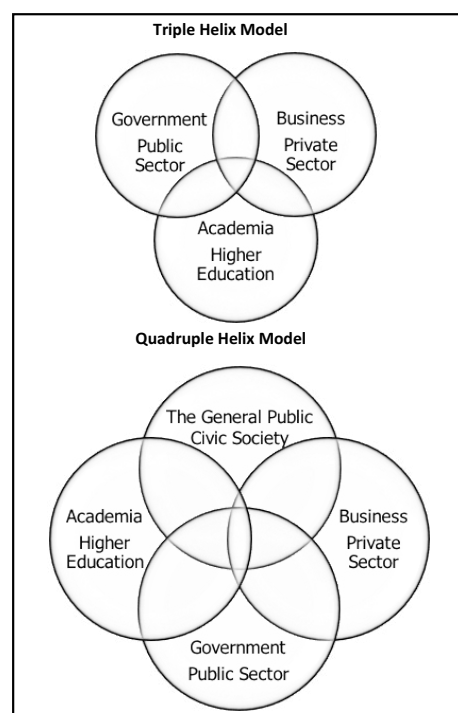 Triple Helix Model
Government
Public
Sector
Business
Private
Sector
Academia
Higher
Education
Quadruple Helix Model
The General Public
Civic Society
Academia
Higher
Education
Business
Private
Sector
Government
Public Sector